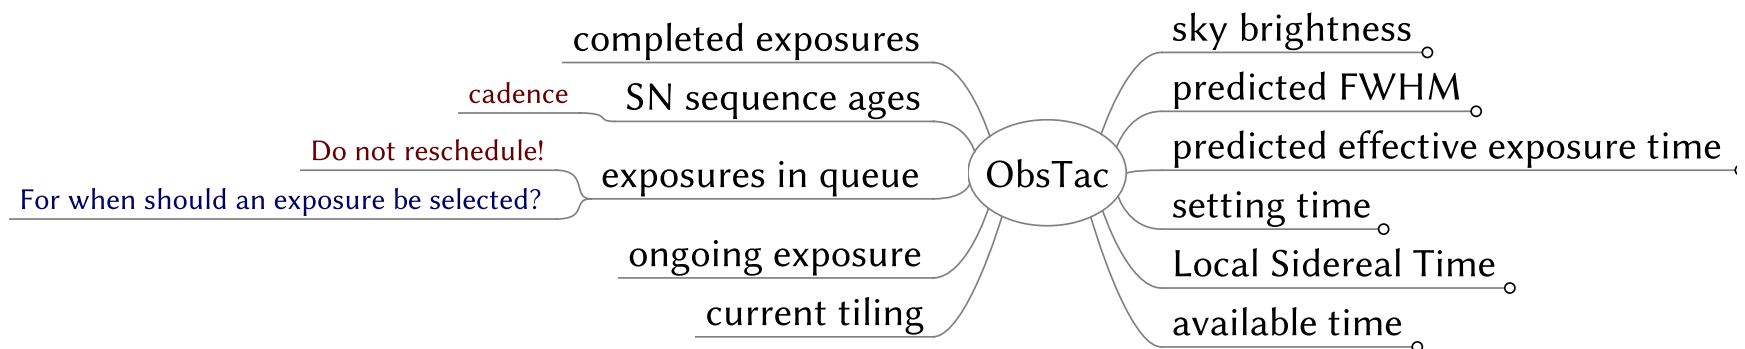 completed exposures
cadence
SN sequence ages
Do not reschedule!
For when should an exposure be selected?
exposures in queue
ongoing exposure
current tiling
ObsTac
sky brightness
predicted FWHM
predicted effective exposure time
setting time
Local Sidereal Time
available time